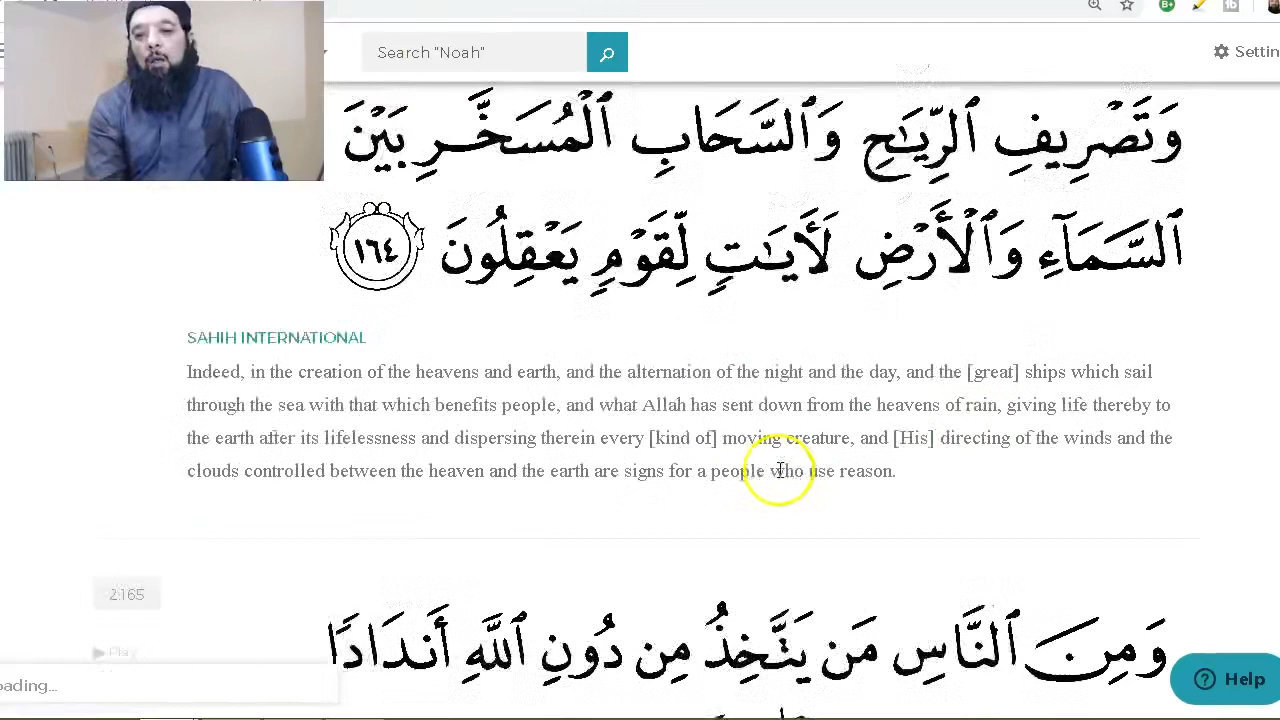 Search "Noah"
Settin
وَتَصْرِيفِ ٱلرِّيَـٰحِ وَٱلسَّحَابِ ٱلْمُسَخَّرِ بَيْنَ
ٱلسَّمَآءِ وَٱلْأَرْضِ لَـَٔايَـٰتٍ لِّقَوْمٍ يَعْقِلُونَ ١٦٤
SAHIH INTERNATIONAL
Indeed, in the creation of the heavens and earth, and the alternation of the night and the day, and the [great] ships which sail
through the sea with that which benefits people, and what Allah has sent down from the heavens of rain, giving life thereby to
the earth after its lifelessness and dispersing therein every [kind of] moving creature, and [His] directing of the winds and the
clouds controlled between the heaven and the earth are signs for a people who use reason.
2:165
وَمِنَ ٱلنَّاسِ مَن يَتَّخِذُ مِن دُونِ ٱللَّهِ أَندَادًا
Play
oading...
Help